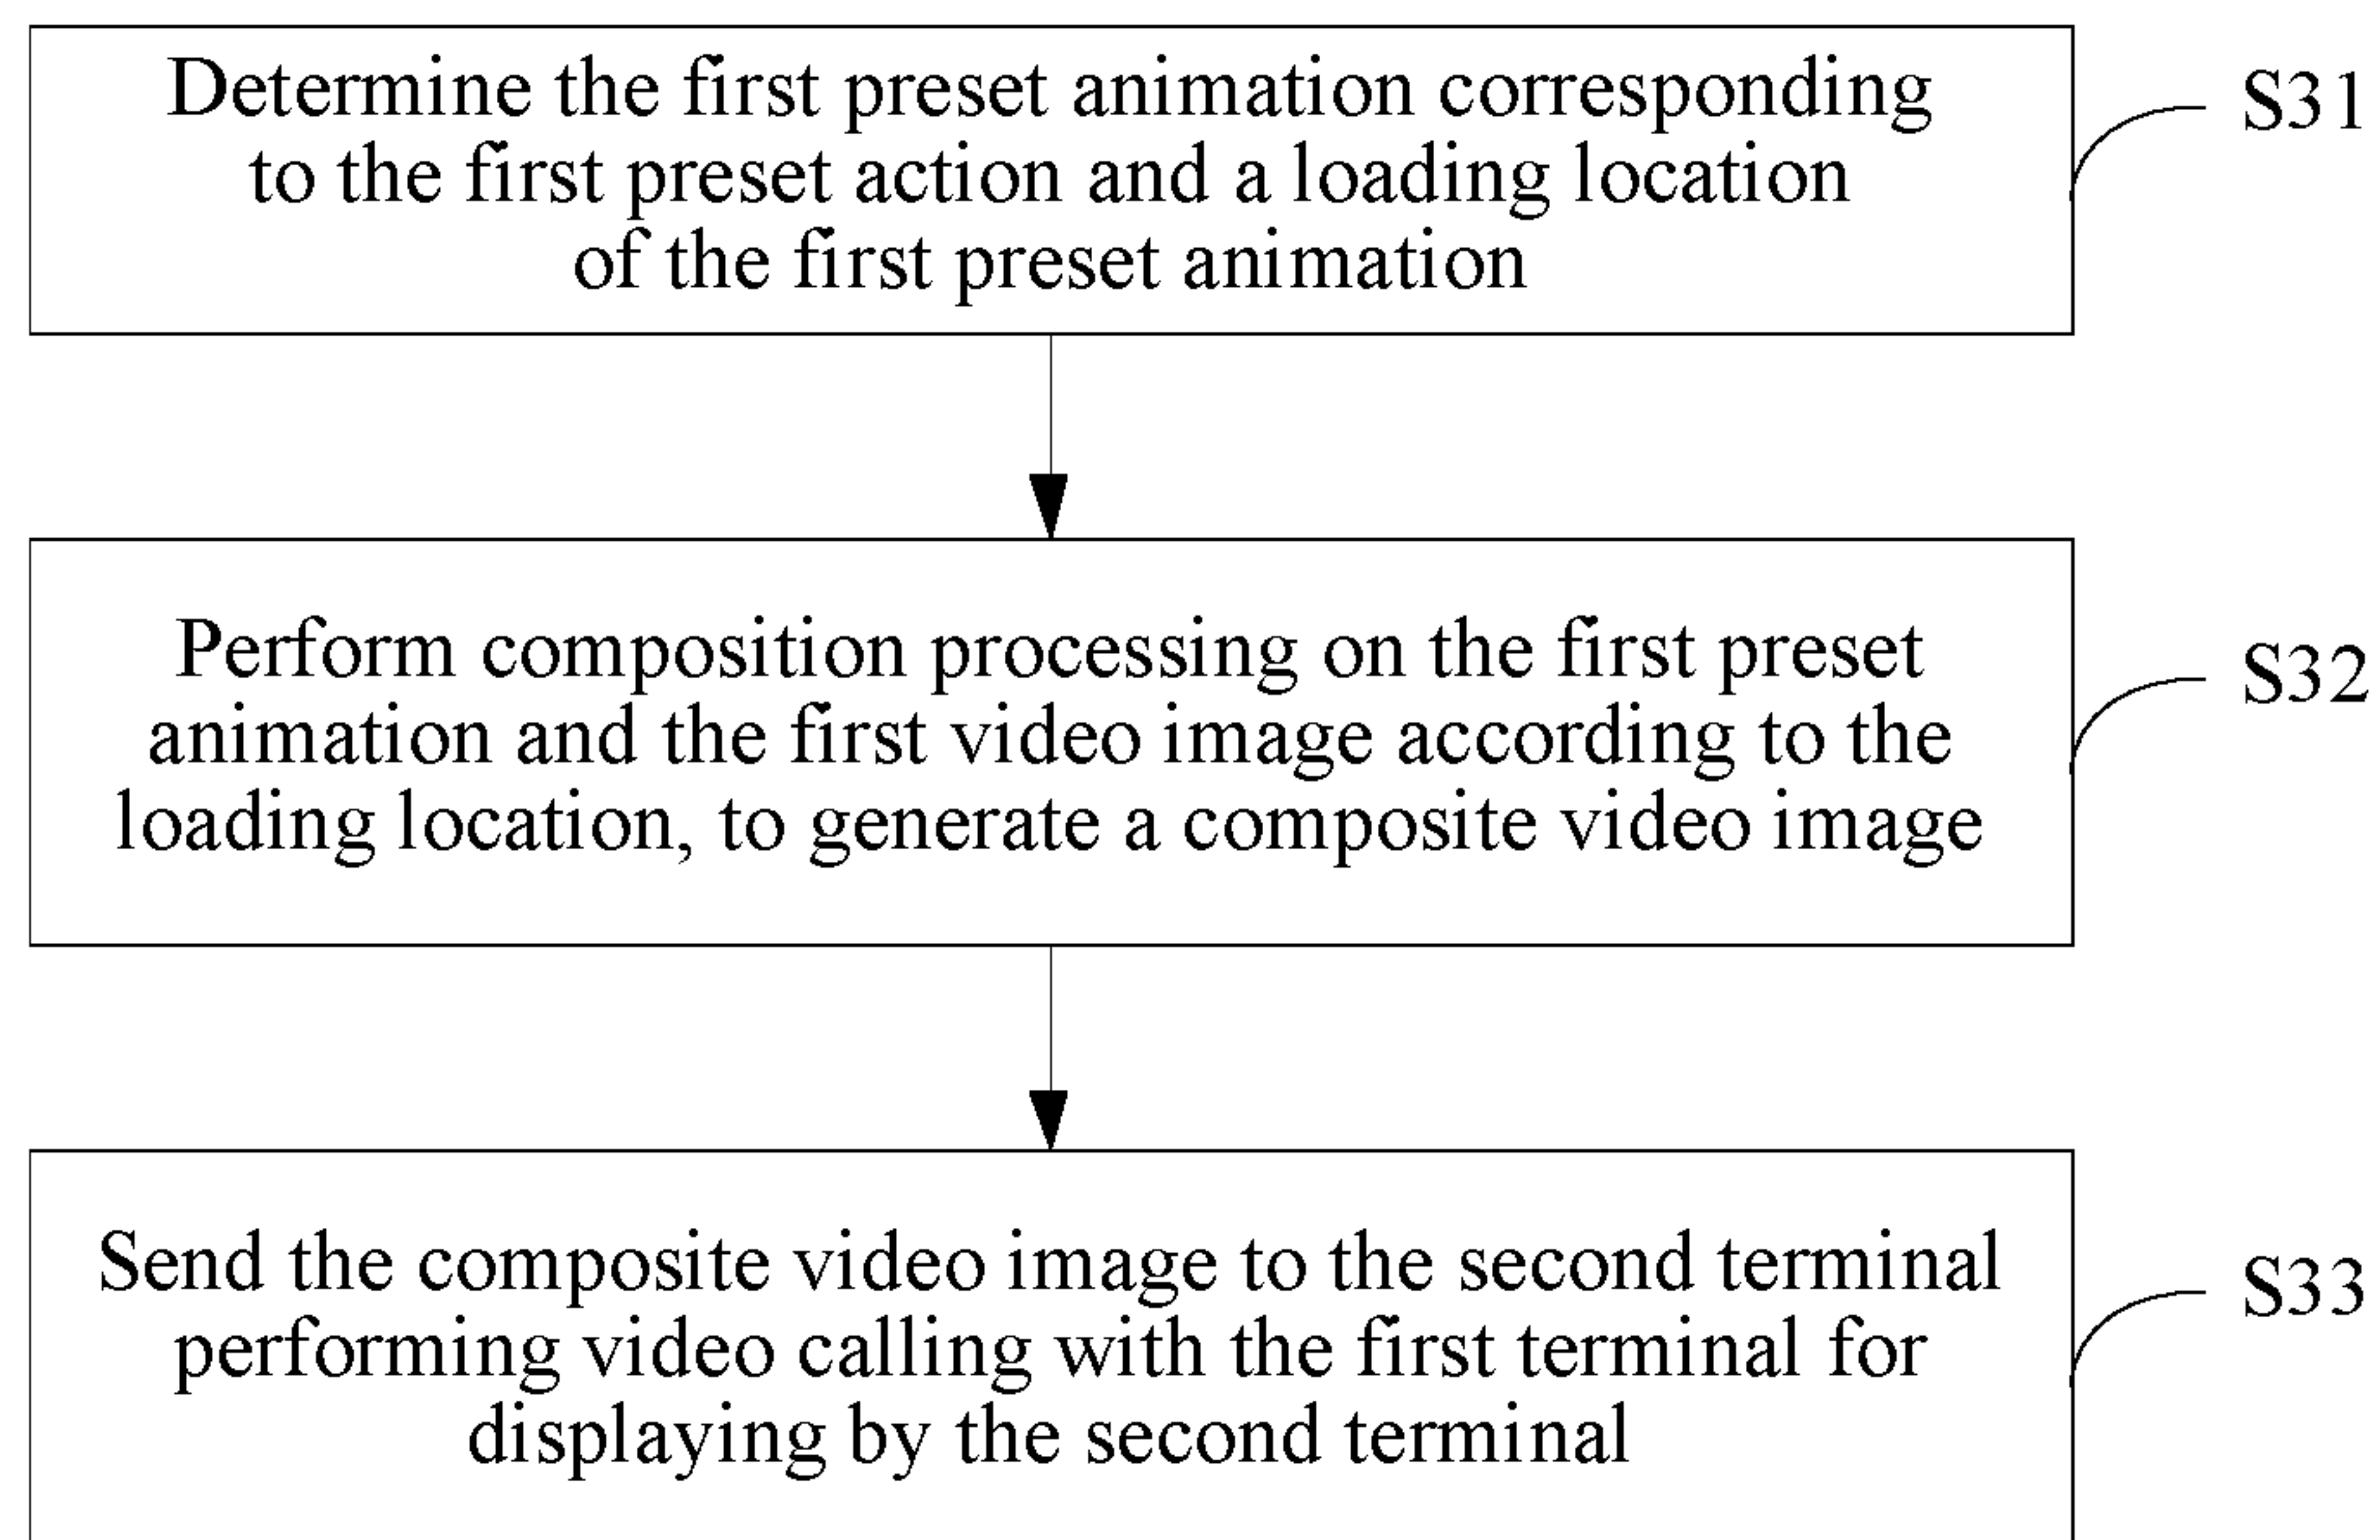 Determine the first preset animation corresponding
to the first preset action and a loading location
of the first preset animation
S31
Perform composition processing on the first preset
animation and the first video image according to the
loading location, to generate a composite video image
S32
Send the composite video image to the second terminal
performing video calling with the first terminal for
displaying by the second terminal
S33